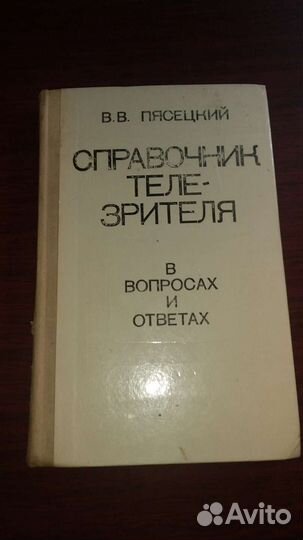 В.В. ПЯСЕЦКИЙ
СПРАВОЧНИК
ТЕЛЕ-
ЗРИТЕЛЯ
В
ВОПРОСАХ
И
ОТВЕТАХ
Avito